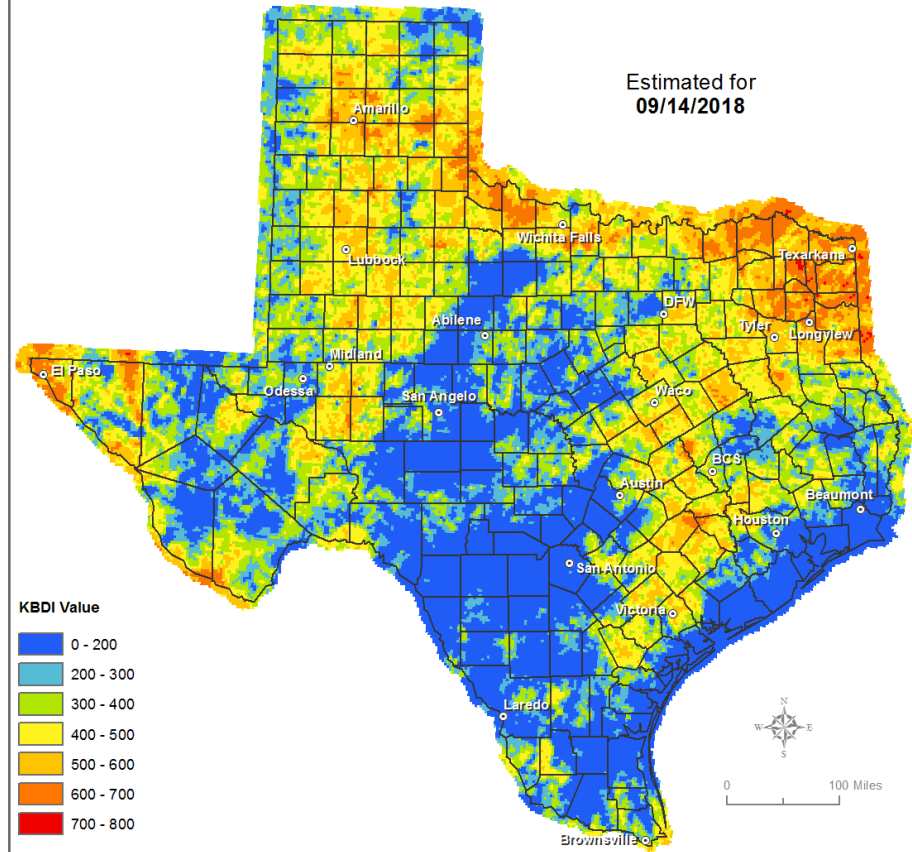 Estimated for
09/14/2018
Amarillo
Wichita Falls
Texarkana
Lubbock
DFW
Abilene
Tyler
Longview
Midland
El Paso
Odessa
San Angelo
Waco
BCS
Austin
Beaumont
Houston
San Antonio
Victoria
Laredo
Brownsville
KBDI Value
0 - 200
200 - 300
300 - 400
400 - 500
500 - 600
600 - 700
700 - 800
N
W E
S
0 100 Miles